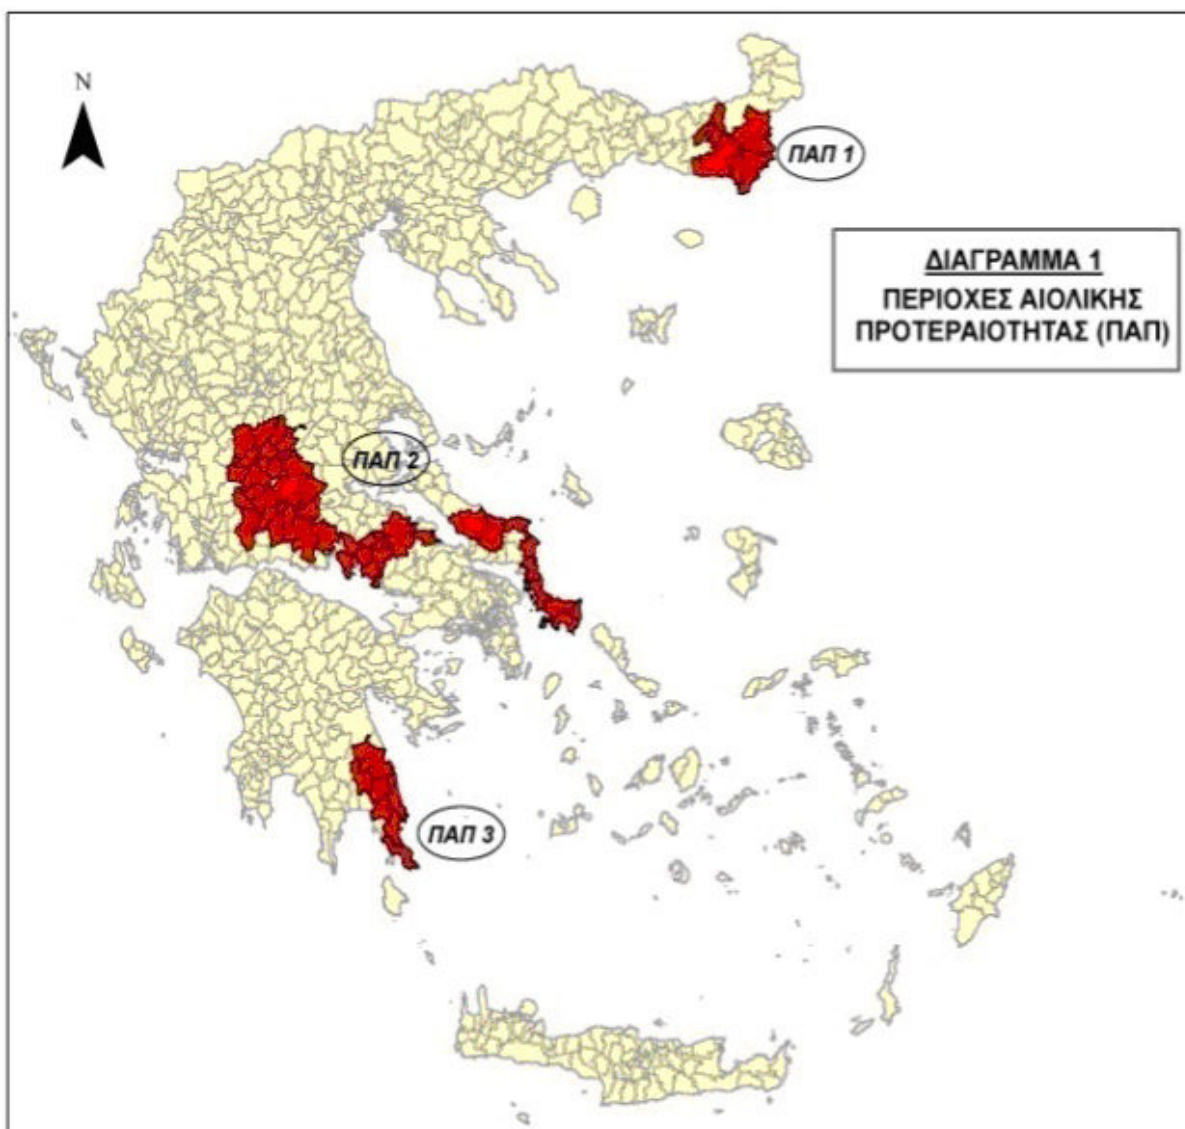 N
ΠΑΠ 1
ΔΙΑΓΡΑΜΜΑ 1
ΠΕΡΙΟΧΕΣ ΑΙΟΛΙΚΗΣ
ΠΡΟΤΕΡΑΙΟΤΗΤΑΣ (ΠΑΠ)
ΠΑΠ 2
ΠΑΠ 3